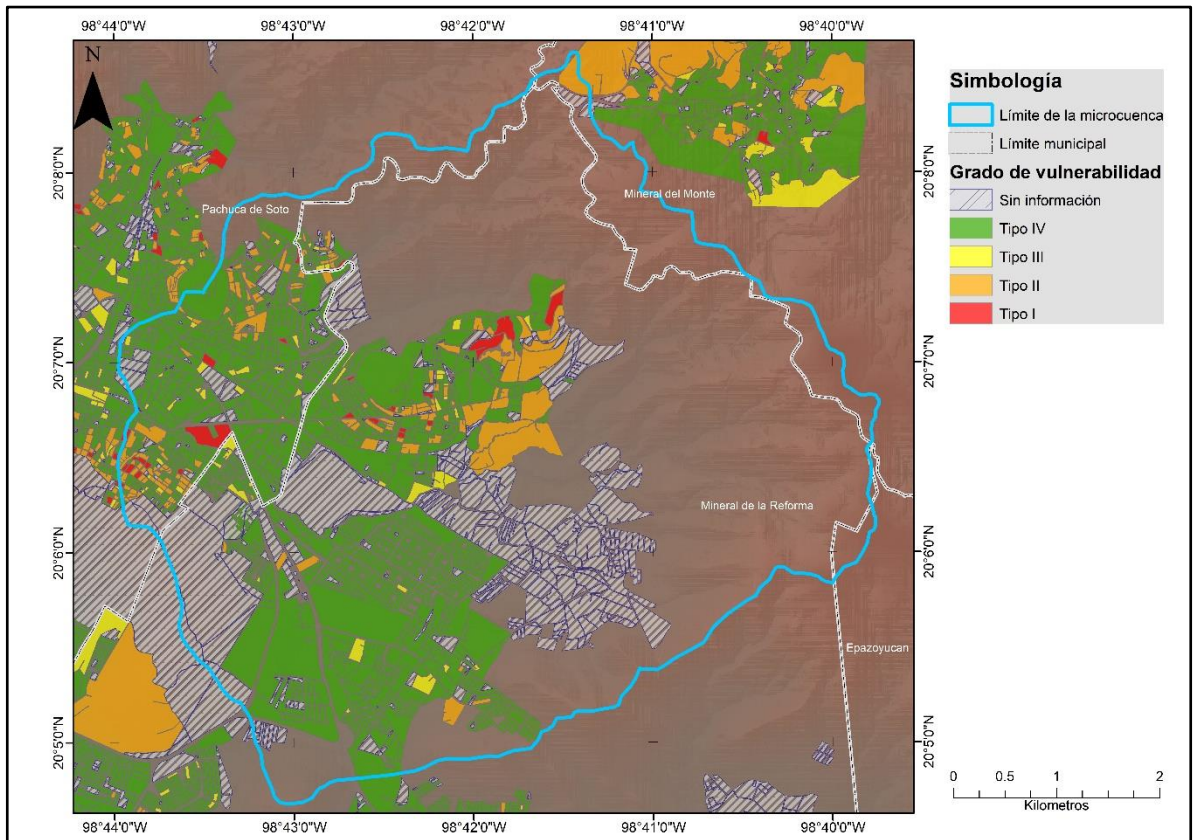 98°44'0"W 98°43'0"W 98°42'0"W 98°41'0"W 98°40'0"W
N
Simbología
Límite de la microcuenca
Límite municipal
Grado de vulnerabilidad
Sin información
Tipo IV
Tipo III
Tipo II
Tipo I
20°8'0"N 20°8'0"N
Mineral del Monte
Pachuca de Soto
20°7'0"N 20°7'0"N
Mineral de la Reforma
20°6'0"N 20°6'0"N
Epazoyucan
20°5'0"N 20°5'0"N
0 0.5 1 2
Kilometros
98°44'0"W 98°43'0"W 98°42'0"W 98°41'0"W 98°40'0"W